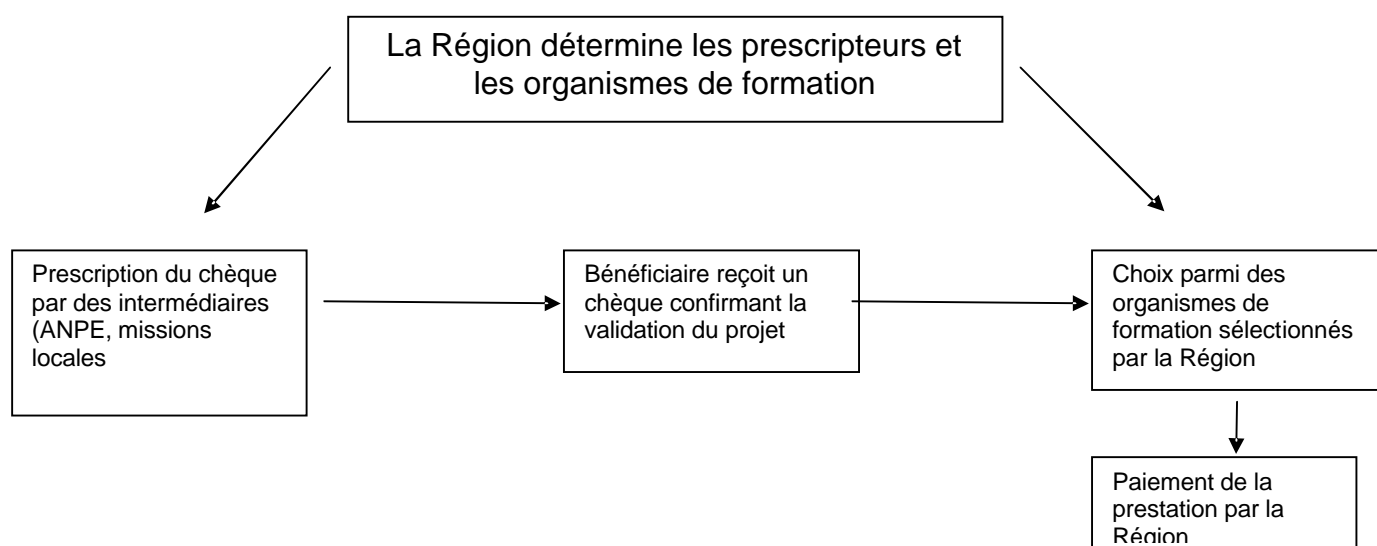 La Région détermine les prescripteurs et
les organismes de formation
Prescription du chèque
par des intermédiaires
(ANPE, missions
locales
Bénéficiaire reçoit un
chèque confirmant la
validation du projet
Choix parmi des
organismes de
formation sélectionnés
par la Région
Paiement de la
prestation par la
Région